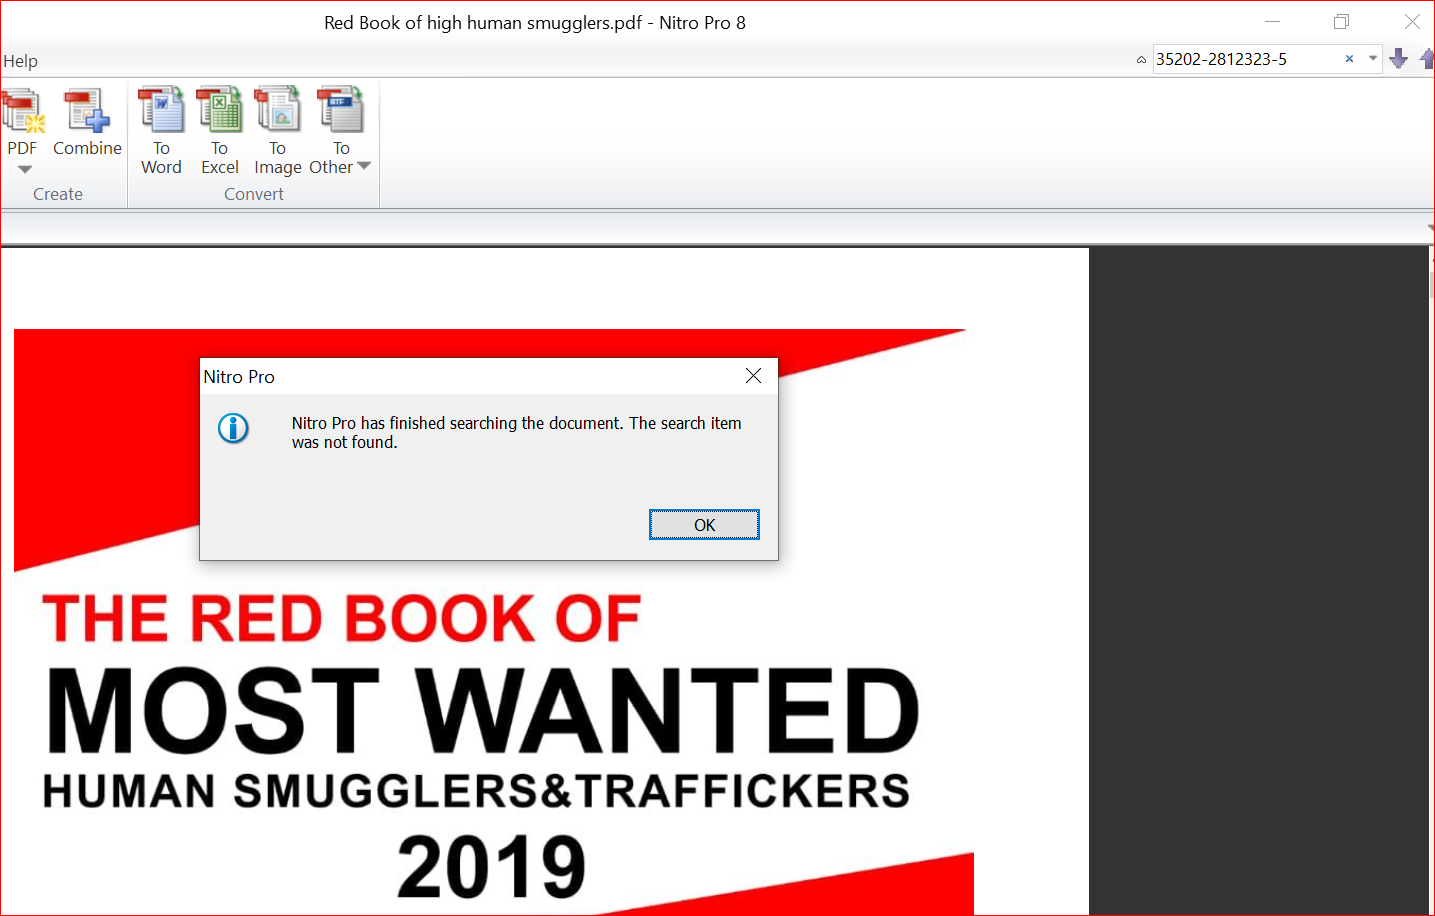 Red Book of high human smugglers.pdf - Nitro Pro 8
Help
35202-2812323-5
PDF
Combine
To Word
To Excel
To Image
To Other
Create
Convert
Nitro Pro
Nitro Pro has finished searching the document. The search item
was not found.
OK
THE RED BOOK OF
MOST WANTED
HUMAN SMUGGLERS&TRAFFICKERS
2019